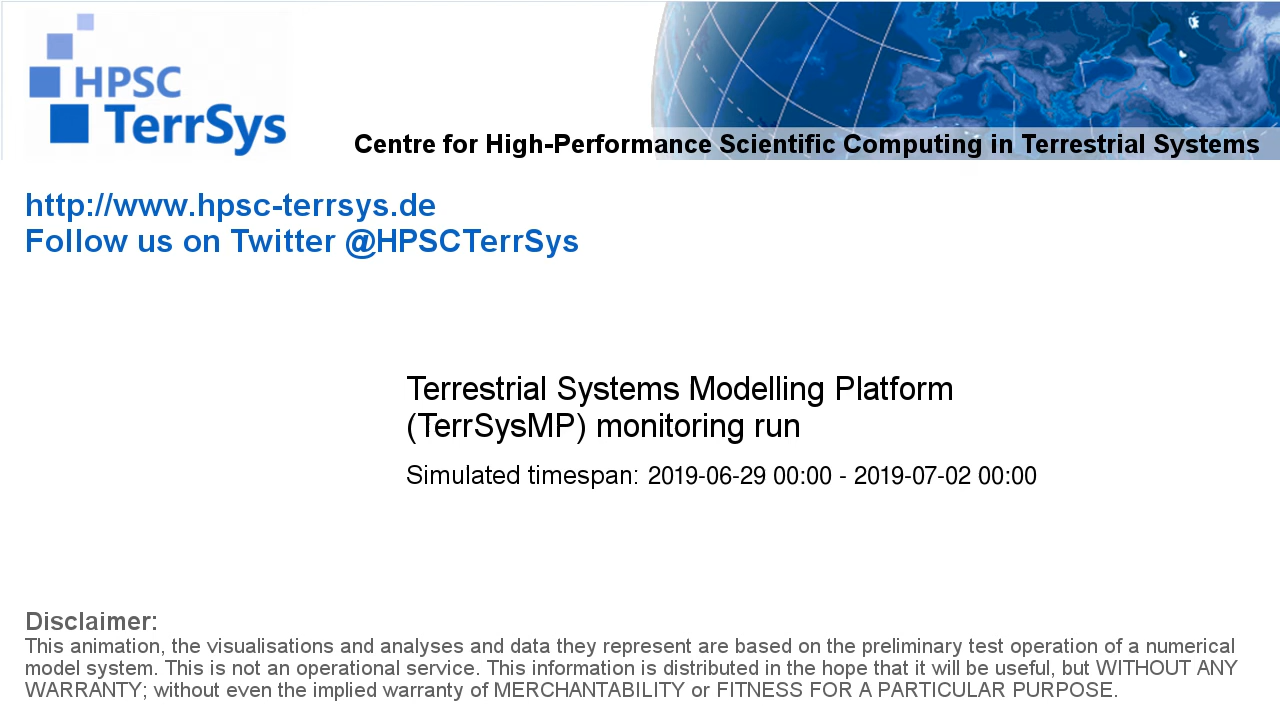 HPSC
TerrSys
Centre for High-Performance Scientific Computing in Terrestrial Systems
http://www.hpsc-terrsys.de
Follow us on Twitter @HPSCTerrSys
Terrestrial Systems Modelling Platform
(TerrSysMP) monitoring run
Simulated timespan: 2019-06-29 00:00 - 2019-07-02 00:00
Disclaimer:
This animation, the visualisations and analyses and data they represent are based on the preliminary test operation of a numerical
model system. This is not an operational service. This information is distributed in the hope that it will be useful, but WITHOUT ANY
WARRANTY; without even the implied warranty of MERCHANTABILITY or FITNESS FOR A PARTICULAR PURPOSE.